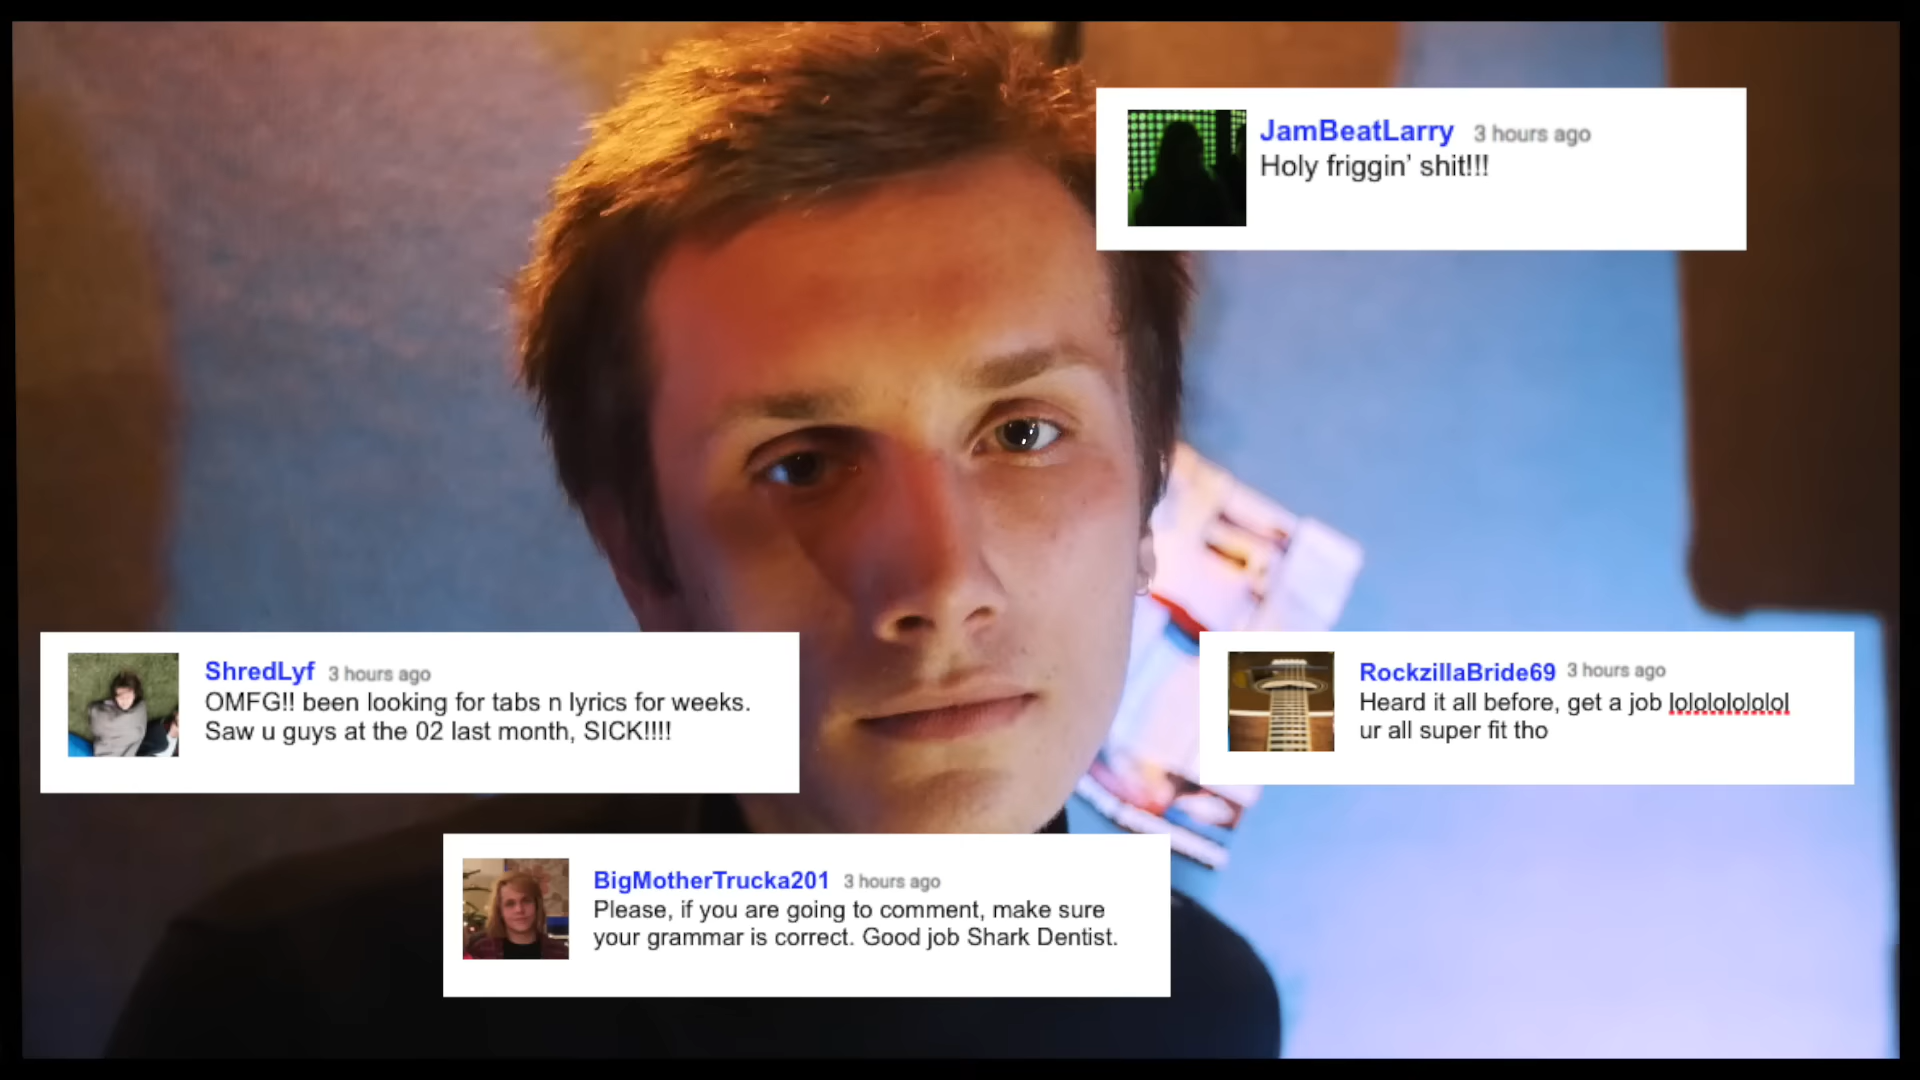 JamBeatLarry 3 hours ago
Holy friggin’ shit!!!
ShredLyf 3 hours ago
OMFG!! been looking for tabs n lyrics for weeks.
Saw u guys at the 02 last month, SICK!!!!
RockzillaBride69 3 hours ago
Heard it all before, get a job lolololololol
ur all super fit tho
BigMotherTrucka201 3 hours ago
Please, if you are going to comment, make sure
your grammar is correct. Good job Shark Dentist.